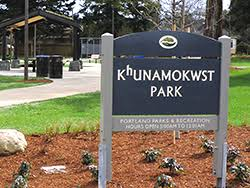 KʰUNAMOKWST
PARK
PORTLAND PARKS & RECREATION
HOURS OPEN 5:00AM TO 12:00AM